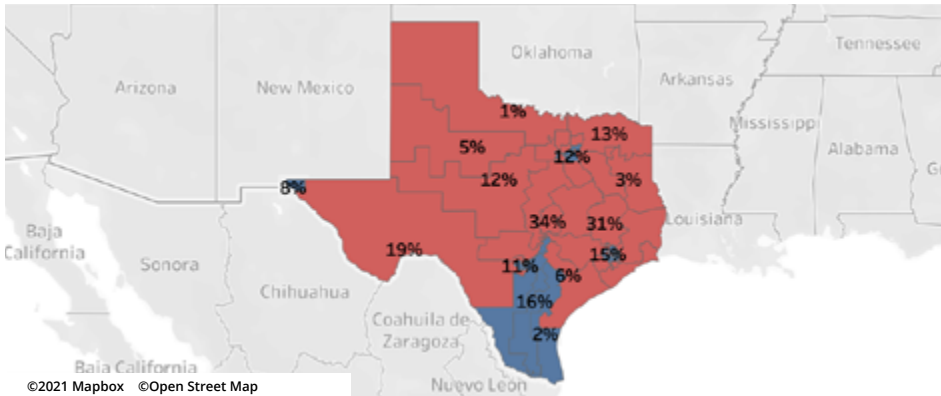 Tennessee
Oklahoma
Arizona
New Mexico
Arkansas
1%
Mississippi
13%
5%
12%
Alabama
12%
3%
8%
34%
31%
Louisiana
Baja
California
19%
15%
Sonora
11%
6%
Chihuahua
16%
Coahuila de
Zaragoza
2%
Baja California
Nuevo León
©2021 Mapbox ©Open Street Map